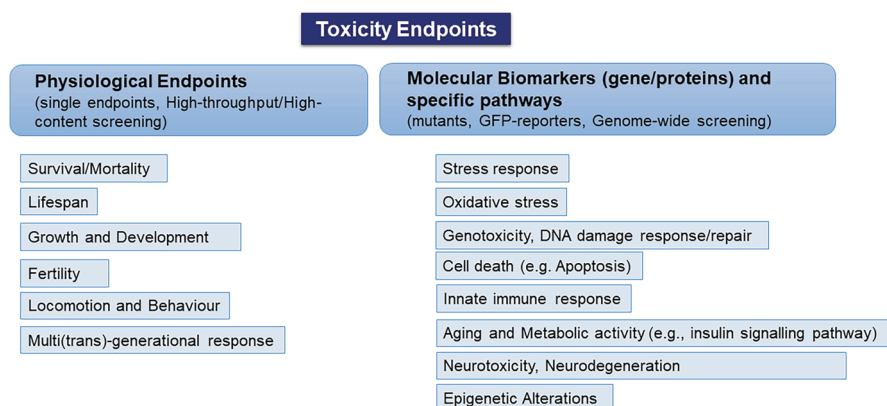 Toxicity Endpoints
Physiological Endpoints
(single endpoints, High-throughput/High-
content screening)
Survival/Mortality
Lifespan
Growth and Development
Fertility
Locomotion and Behaviour
Multi(trans)-generational response
Molecular Biomarkers (gene/proteins) and
specific pathways
(mutants, GFP-reporters, Genome-wide screening)
Stress response
Oxidative stress
Genotoxicity, DNA damage response/repair
Cell death (e.g. Apoptosis)
Innate immune response
Aging and Metabolic activity (e.g., insulin signalling pathway)
Neurotoxicity, Neurodegeneration
Epigenetic Alterations